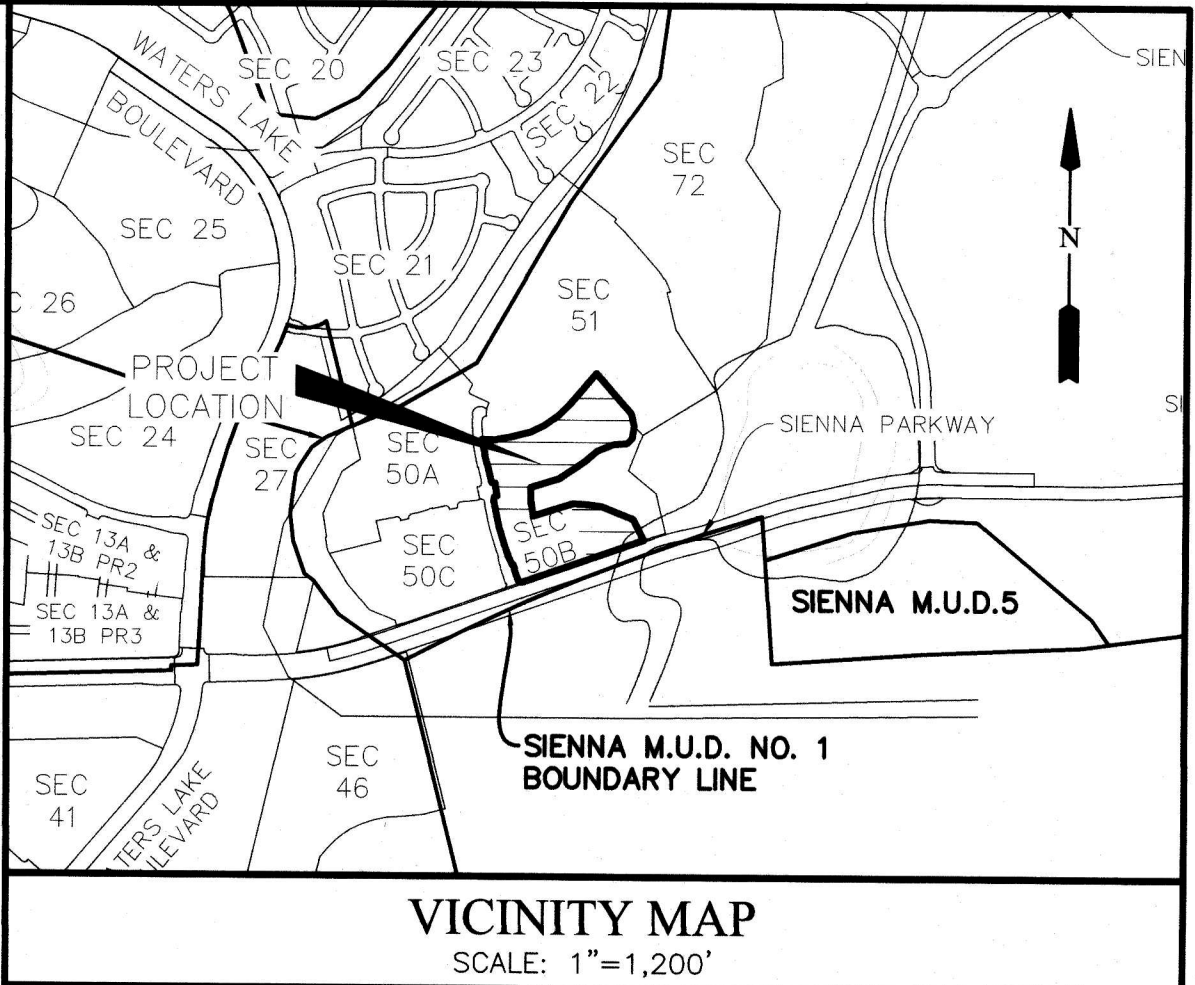 WATERS LAKE
BOULEVARD
SEC 20
SEC 23
SEC 22
SIEN
SEC
72
N
SEC 25
SEC 21
SEC
51
C 26
PROJECT
LOCATION
SEC 24
SEC
27
SEC
50A
SIENNA PARKWAY
SI
SEC 13A &
13B PR2
SEC 13A &
13B PR3
SEC
50C
SEC
50B
SIENNA M.U.D.5
SIENNA M.U.D. NO. 1
BOUNDARY LINE
SEC
46
SEC
41
TERS LAKE
ULEVARD
VICINITY MAP
SCALE: 1"=1,200'